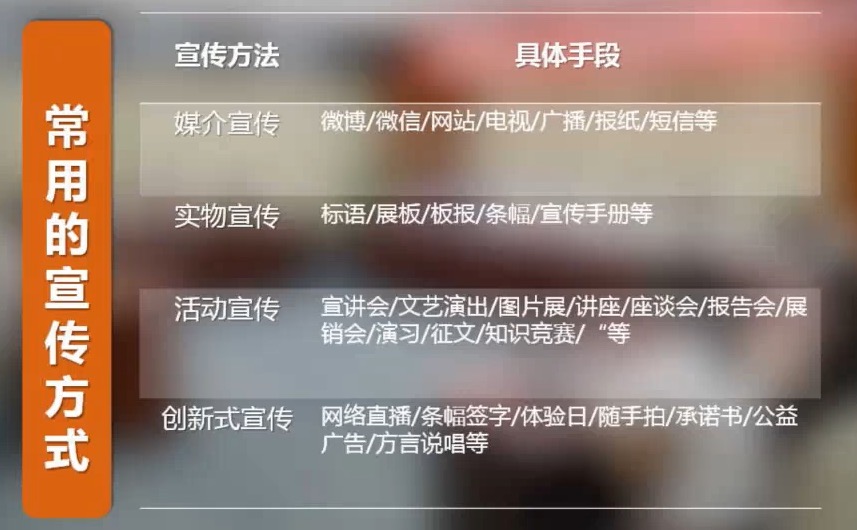 常用的宣传方式
宣传方法 具体手段
媒介宣传 微博/微信/网站/电视/广播/报纸/短信等
实物宣传 标语/展板/板报/条幅/宣传手册等
活动宣传 宣讲会/文艺演出/图片展/讲座/座谈会/报告会/展
销会/演习/征文/知识竞赛/“等
创新式宣传 网络直播/条幅签字/体验日/随手拍/承诺书/公益
广告/方言说唱等